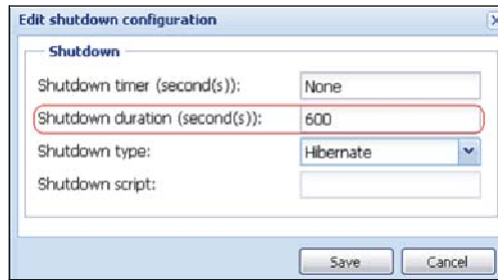 Edit shutdown configuration
Shutdown
Shutdown timer (second(s)): None
Shutdown duration (second(s)): 600
Shutdown type: Hibernate
Shutdown script:
Save Cancel